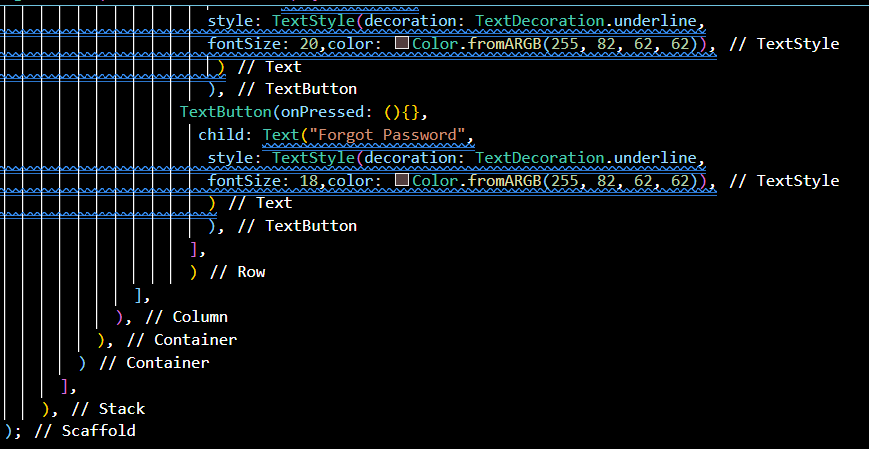 style: TextStyle(decoration: TextDecoration.underline,
fontSize: 20,color: Color.fromARGB(255, 82, 62, 62)), // TextStyle
) // Text
), // TextButton
TextButton(onPressed: (){},
child: Text("Forgot Password",
style: TextStyle(decoration: TextDecoration.underline,
fontSize: 18,color: Color.fromARGB(255, 82, 62, 62)), // TextStyle
) // Text
), // TextButton
],
) // Row
],
), // Column
), // Container
) // Container
],
), // Stack
); // Scaffold